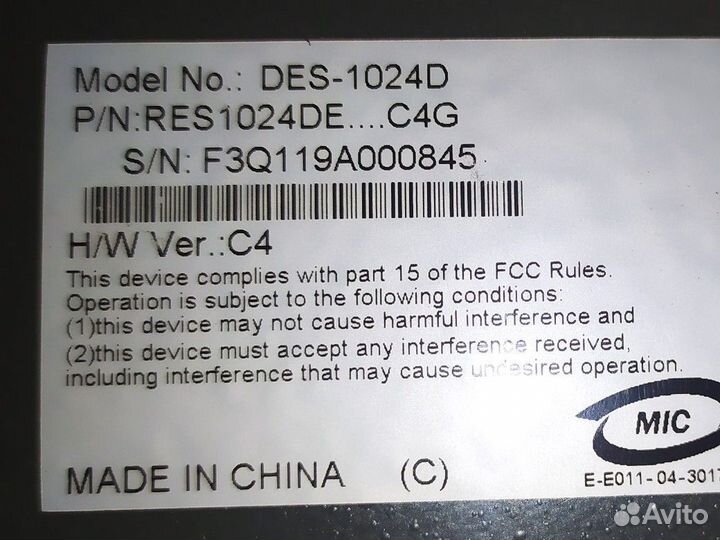 Model No.: DES-1024D
P/N:RES1024DE....C4G
S/N: F3Q119A000845
H/W Ver.:C4
This device complies with part 15 of the FCC Rules.
Operation is subject to the following conditions:
(1)this device may not cause harmful interference and
(2)this device must accept any interference received,
including interference that may cause undesired operation.
MIC
MADE IN CHINA (C)
E-E011-04-3017
Avito